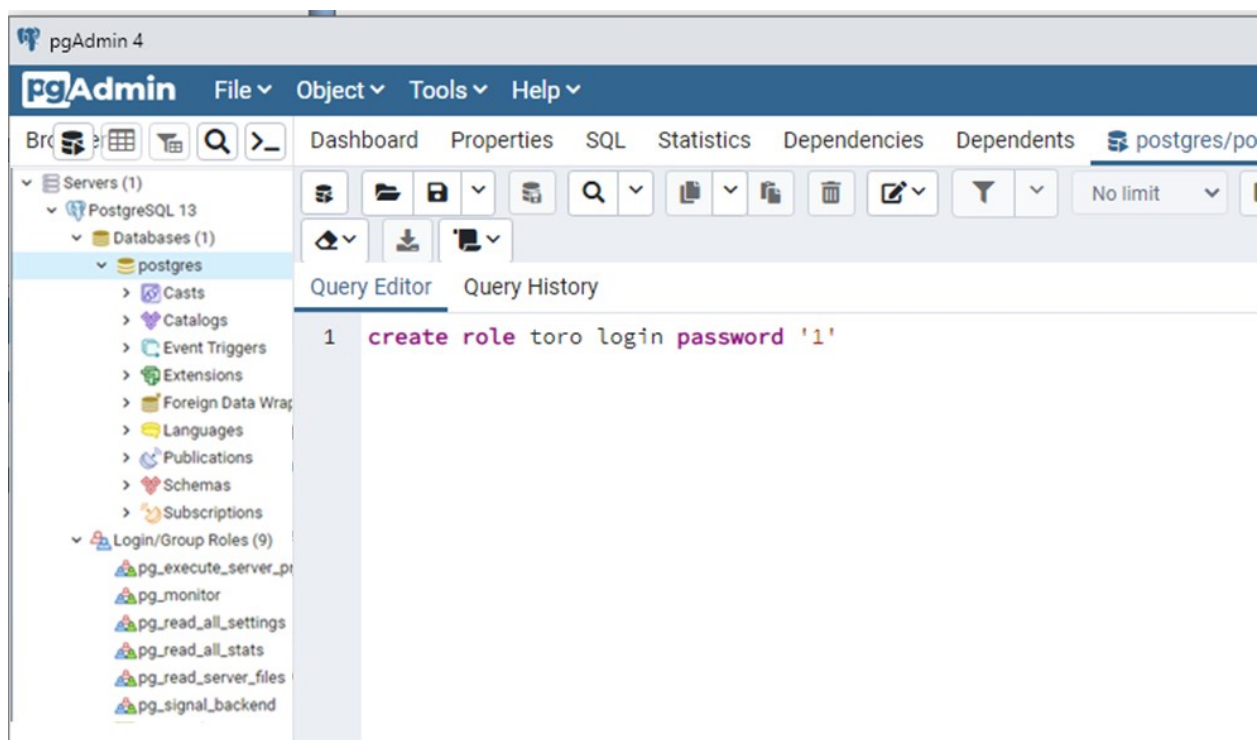 pgAdmin 4
pgAdmin File Object Tools Help
Dashboard Properties SQL Statistics Dependencies Dependents postgres/po
Servers (1)
PostgreSQL 13
Databases (1)
postgres
Casts
Catalogs
Event Triggers
Extensions
Foreign Data Wrap
Languages
Publications
Schemas
Subscriptions
Login/Group Roles (9)
pg_execute_server_pr
pg_monitor
pg_read_all_settings
pg_read_all_stats
pg_read_server_files
pg_signal_backend
No limit
Query Editor Query History
1 create role toro login password '1'